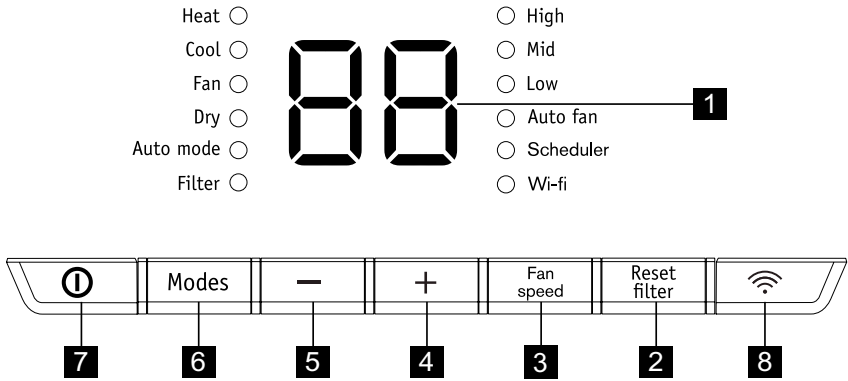 Heat
Cool
Fan
Dry
Auto mode
Filter
88
High
Mid
Low
Auto fan
Scheduler
Wi-fi
1
Modes
−
+
Fan
speed
Reset
filter
7
6
5
4
3
2
8